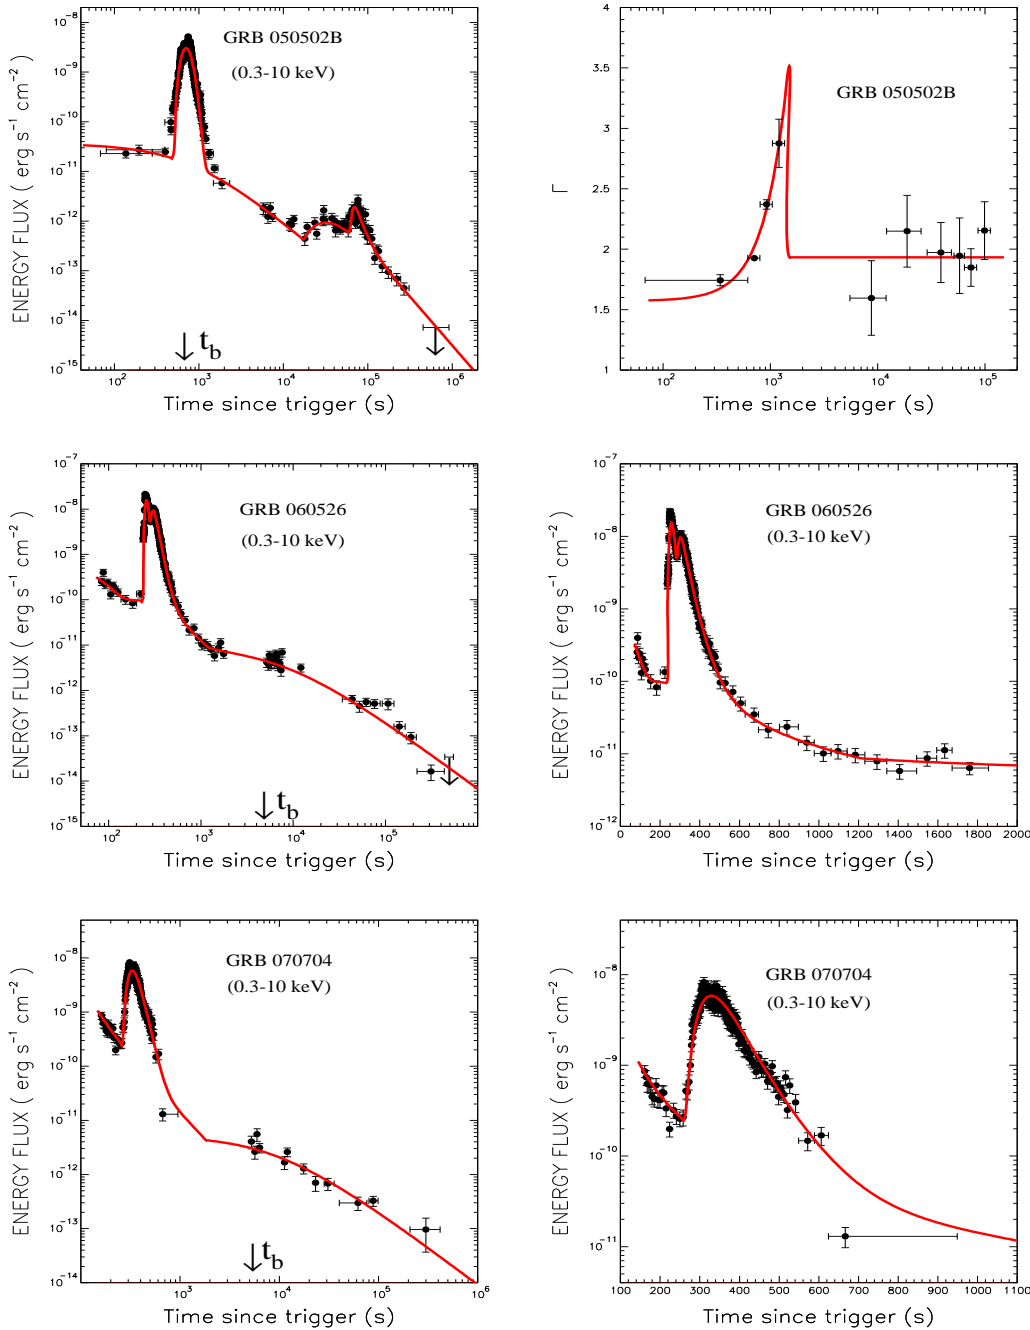 10⁻⁸
10⁻⁹
10⁻¹⁰
10⁻¹¹
10⁻¹²
10⁻¹³
10⁻¹⁴
10⁻¹⁵
ENERGY FLUX ( erg s⁻¹ cm⁻² )
GRB 050502B
(0.3-10 keV)
t_b
10² 10³ 10⁴ 10⁵ 10⁶
Time since trigger (s)
4
3.5
3
2.5
2
1.5
1
Γ
GRB 050502B
10² 10³ 10⁴ 10⁵
Time since trigger (s)
10⁻⁷
10⁻⁸
10⁻⁹
10⁻¹⁰
10⁻¹¹
10⁻¹²
10⁻¹³
10⁻¹⁴
10⁻¹⁵
ENERGY FLUX ( erg s⁻¹ cm⁻² )
GRB 060526
(0.3-10 keV)
t_b
10² 10³ 10⁴ 10⁵
Time since trigger (s)
10⁻⁷
10⁻⁸
10⁻⁹
10⁻¹⁰
10⁻¹¹
10⁻¹²
ENERGY FLUX ( erg s⁻¹ cm⁻² )
GRB 060526
(0.3-10 keV)
0 200 400 600 800 1000 1200 1400 1600 1800 2000
Time since trigger (s)
10⁻⁸
10⁻⁹
10⁻¹⁰
10⁻¹¹
10⁻¹²
10⁻¹³
10⁻¹⁴
ENERGY FLUX ( erg s⁻¹ cm⁻² )
GRB 070704
(0.3-10 keV)
t_b
10³ 10⁴ 10⁵ 10⁶
Time since trigger (s)
10⁻⁸
10⁻⁹
10⁻¹⁰
10⁻¹¹
ENERGY FLUX ( erg s⁻¹ cm⁻² )
GRB 070704
(0.3-10 keV)
100 200 300 400 500 600 700 800 900 1000 1100
Time since trigger (s)